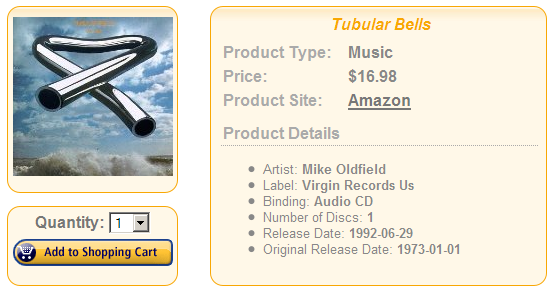 Tubular Bells
Product Type: Music
Price: $16.98
Product Site: Amazon
Product Details
Artist: Mike Oldfield
Label: Virgin Records Us
Binding: Audio CD
Number of Discs: 1
Release Date: 1992-06-29
Original Release Date: 1973-01-01
Quantity: 1
Add to Shopping Cart